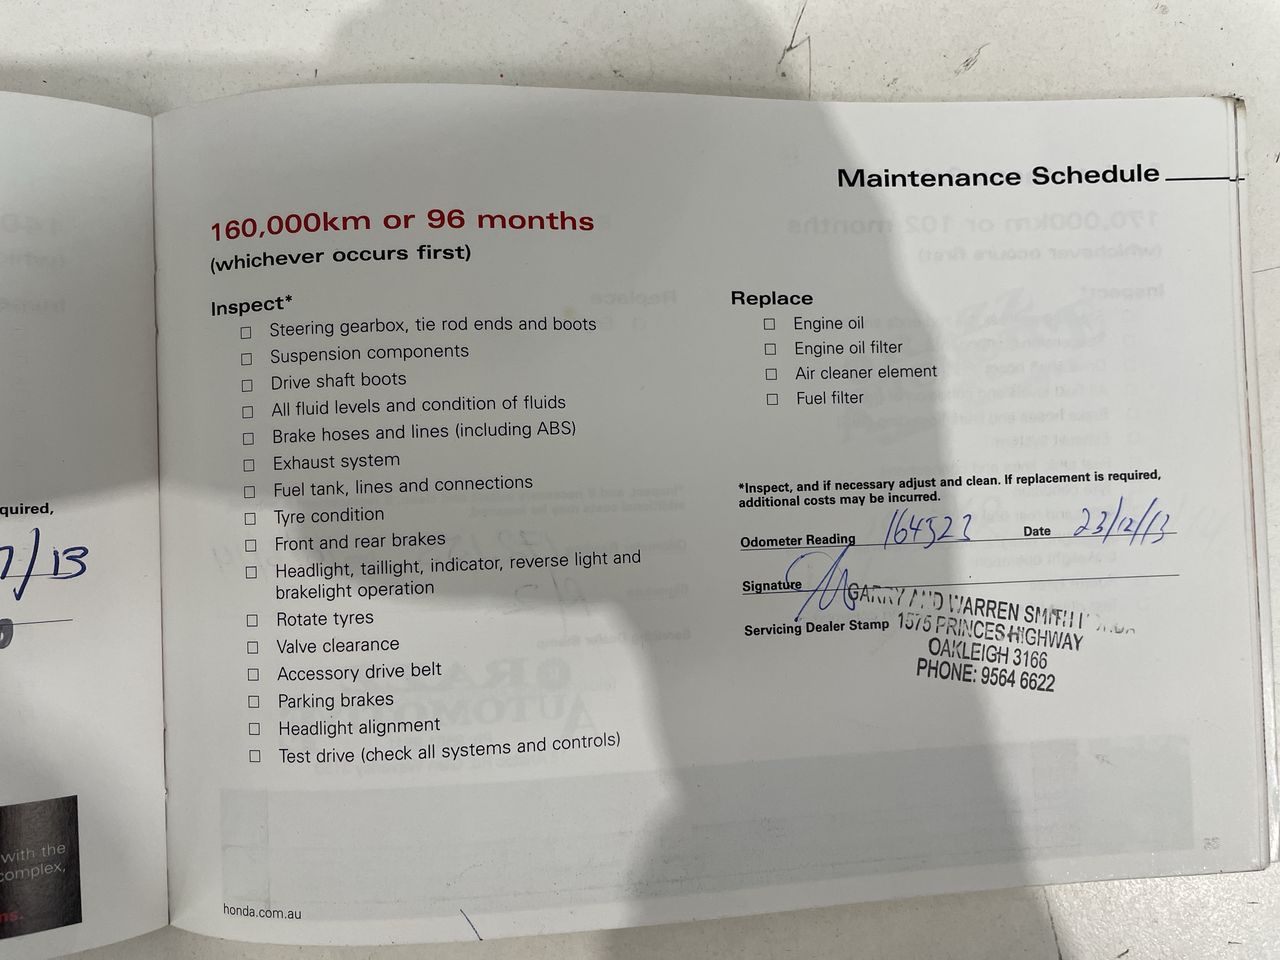 Maintenance Schedule
160,000km or 96 months
(whichever occurs first)
Inspect*
Steering gearbox, tie rod ends and boots
Suspension components
Drive shaft boots
All fluid levels and condition of fluids
Brake hoses and lines (including ABS)
Exhaust system
Fuel tank, lines and connections
Tyre condition
Front and rear brakes
Headlight, taillight, indicator, reverse light and
brakelight operation
Rotate tyres
Valve clearance
Accessory drive belt
Parking brakes
Headlight alignment
Test drive (check all systems and controls)
Replace
Engine oil
Engine oil filter
Air cleaner element
Fuel filter
*Inspect, and if necessary adjust and clean. If replacement is required,
additional costs may be incurred.
Odometer Reading 164323 Date 23/12/13
Signature
Servicing Dealer Stamp
GARRY AND WARREN SMITH
1575 PRINCES HIGHWAY
OAKLEIGH 3166
PHONE: 9564 6622
honda.com.au
quired,
7/13
with the
complex,
ns.